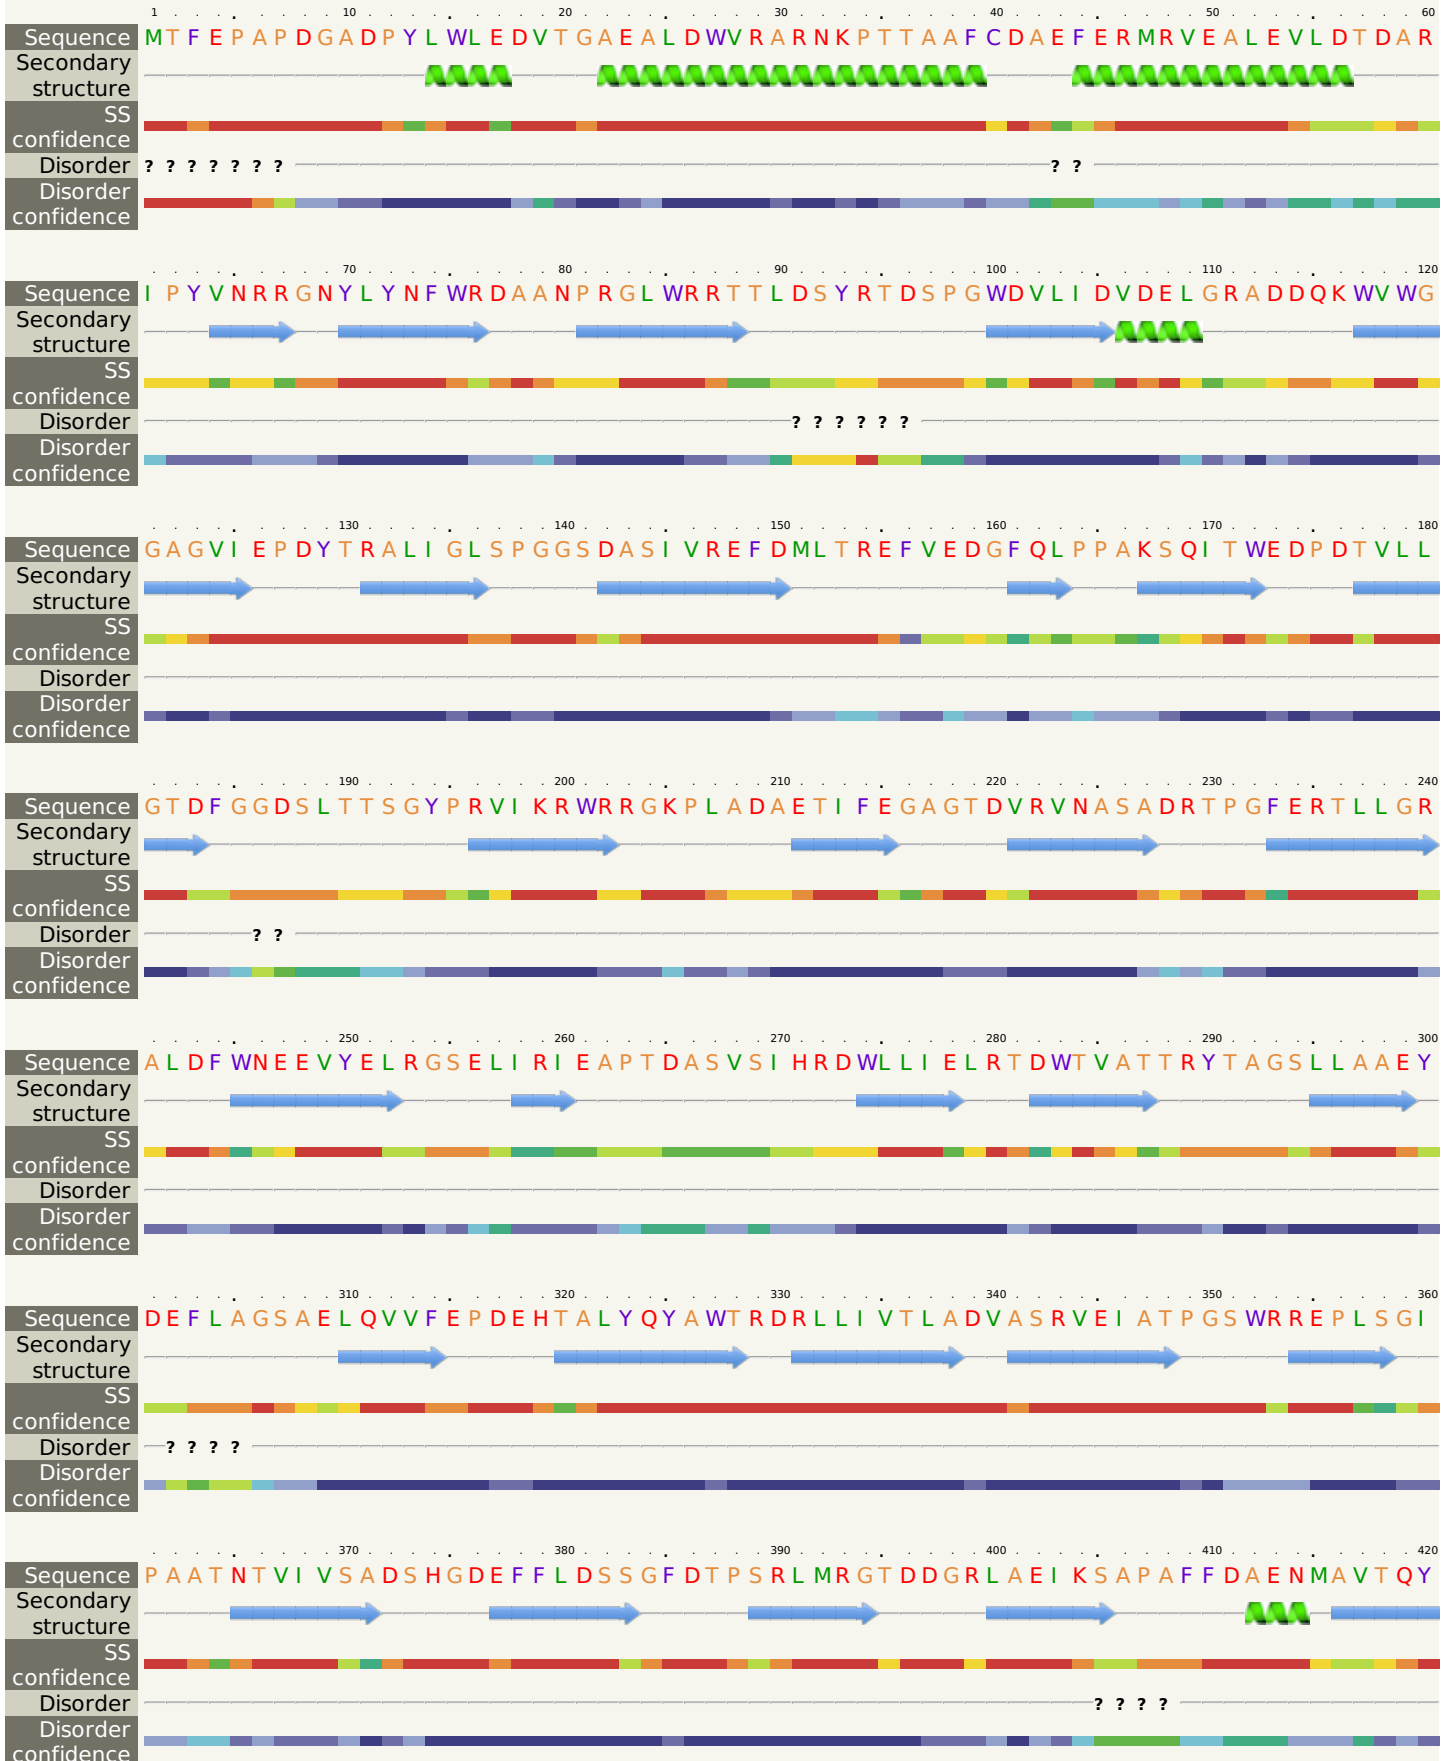 1 . . . . . . . . 10 . . . . . . . . . 20 . . . . . . . . . 30 . . . . . . . . . 40 . . . . . . . . . 50 . . . . . . . . . 60
Sequence MTFEPAPDGADPYLWLEDVTGAEALDWVRARNKPTTAAFCDAEFERMRVEALEVLDTDAR
Secondary
structure
SS
confidence
Disorder ? ? ? ? ? ? ? ? ?
Disorder
confidence
. . . . . . . . . 70 . . . . . . . . . 80 . . . . . . . . . 90 . . . . . . . . . 100 . . . . . . . . . 110 . . . . . . . . . 120
Sequence IPYVNRRGNYLYNFWRDAANPRGLWRRTTLDSYRTDSPGWDVLIDVDELGRADDQKWVWG
Secondary
structure
SS
confidence
Disorder ? ? ? ? ? ?
Disorder
confidence
. . . . . . . . . 130 . . . . . . . . . 140 . . . . . . . . . 150 . . . . . . . . . 160 . . . . . . . . . 170 . . . . . . . . . 180
Sequence GAGVIEPDYTRALIGLSPGGSDASIVREFDMLTREFVEDGFQLPPAKSQITWEDPDTVLL
Secondary
structure
SS
confidence
Disorder
Disorder
confidence
. . . . . . . . . 190 . . . . . . . . . 200 . . . . . . . . . 210 . . . . . . . . . 220 . . . . . . . . . 230 . . . . . . . . . 240
Sequence GTDFGGDSLTTSGYPRVIKRWRRGKPLADAETIFEGAGTDVRVNASADRTPGFERTLLGR
Secondary
structure
SS
confidence
Disorder ? ?
Disorder
confidence
. . . . . . . . . 250 . . . . . . . . . 260 . . . . . . . . . 270 . . . . . . . . . 280 . . . . . . . . . 290 . . . . . . . . . 300
Sequence ALDFWNEEVYELRGSELIRIEAPTDASVSIHRDWLLIELRTDWTVATTRYTAGSLLAAEY
Secondary
structure
SS
confidence
Disorder
Disorder
confidence
. . . . . . . . . 310 . . . . . . . . . 320 . . . . . . . . . 330 . . . . . . . . . 340 . . . . . . . . . 350 . . . . . . . . . 360
Sequence DEFLAGSAELQVVFEPDEHTALYQYAWTRDRLLIVTLADVASRVEIATPGSWRREPLSGI
Secondary
structure
SS
confidence
Disorder ? ? ? ?
Disorder
confidence
. . . . . . . . . 370 . . . . . . . . . 380 . . . . . . . . . 390 . . . . . . . . . 400 . . . . . . . . . 410 . . . . . . . . . 420
Sequence PAATNTVIVSADSHGDEFFLDSSGFDTPSRLMRGTDDGRLAEIKSAPAFFDAENMAVTQY
Secondary
structure
SS
confidence
Disorder ? ? ? ?
Disorder
confidence